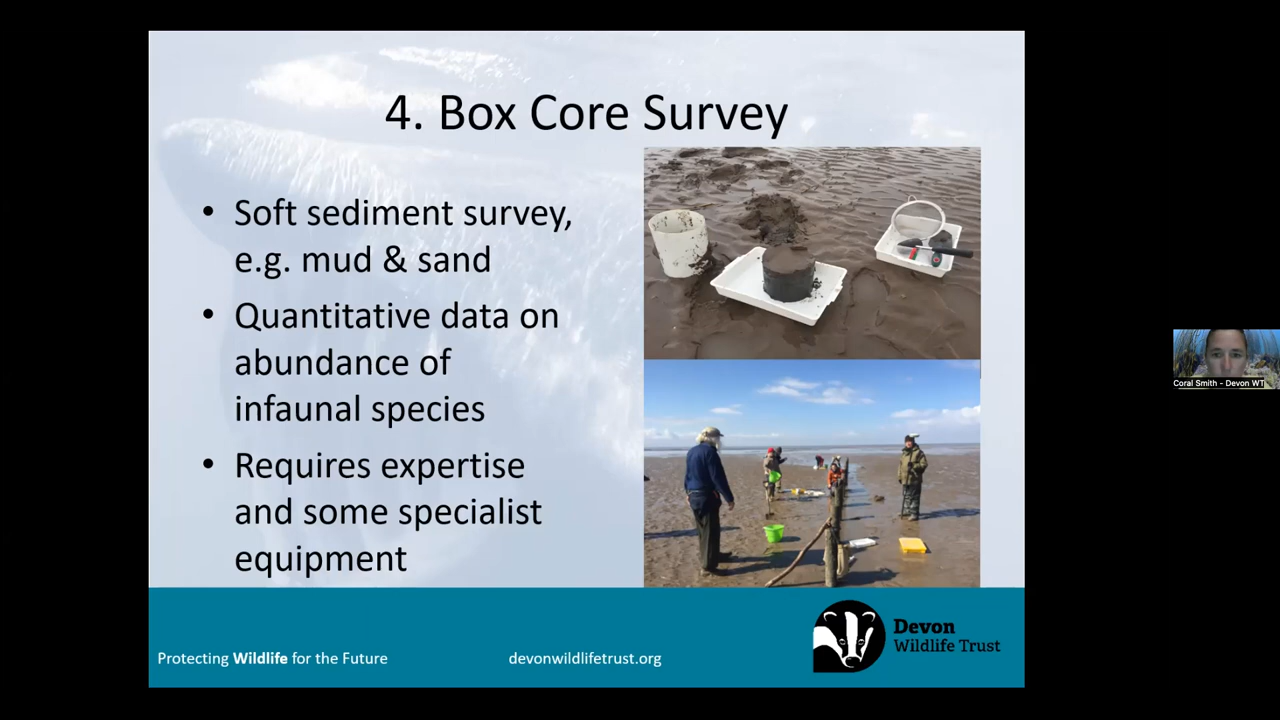 4. Box Core Survey
• Soft sediment survey,
e.g. mud & sand
• Quantitative data on
abundance of
infaunal species
• Requires expertise
and some specialist
equipment
Protecting Wildlife for the Future
devonwildlifetrust.org
Devon
Wildlife Trust
Coral Smith - Devon WT